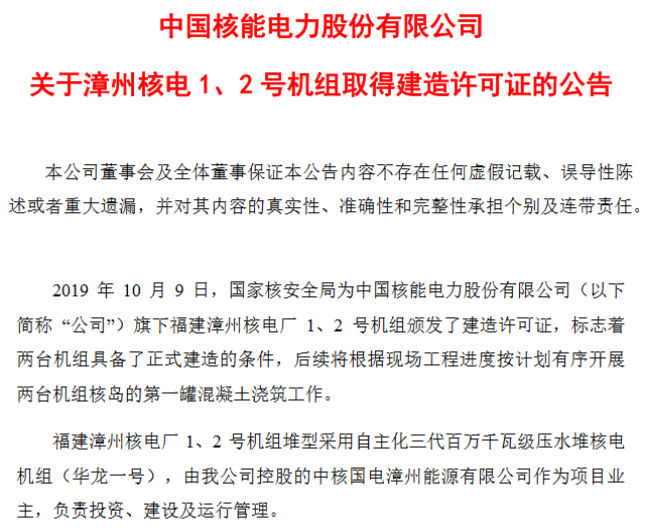 中国核能电力股份有限公司
关于漳州核电 1、2 号机组取得建造许可证的公告
本公司董事会及全体董事保证本公告内容不存在任何虚假记载、误导性陈
述或者重大遗漏，并对其内容的真实性、准确性和完整性承担个别及连带责任。
2019 年 10 月 9 日，国家核安全局为中国核能电力股份有限公司（以下
简称 “公司”）旗下福建漳州核电厂 1、2 号机组颁发了建造许可证，标志着
两台机组具备了正式建造的条件，后续将根据现场工程进度按计划有序开展
两台机组核岛的第一罐混凝土浇筑工作。
福建漳州核电厂 1、2 号机组堆型采用自主化三代百万千瓦级压水堆核电
机组（华龙一号），由我公司控股的中核国电漳州能源有限公司作为项目业
主，负责投资、建设及运行管理。